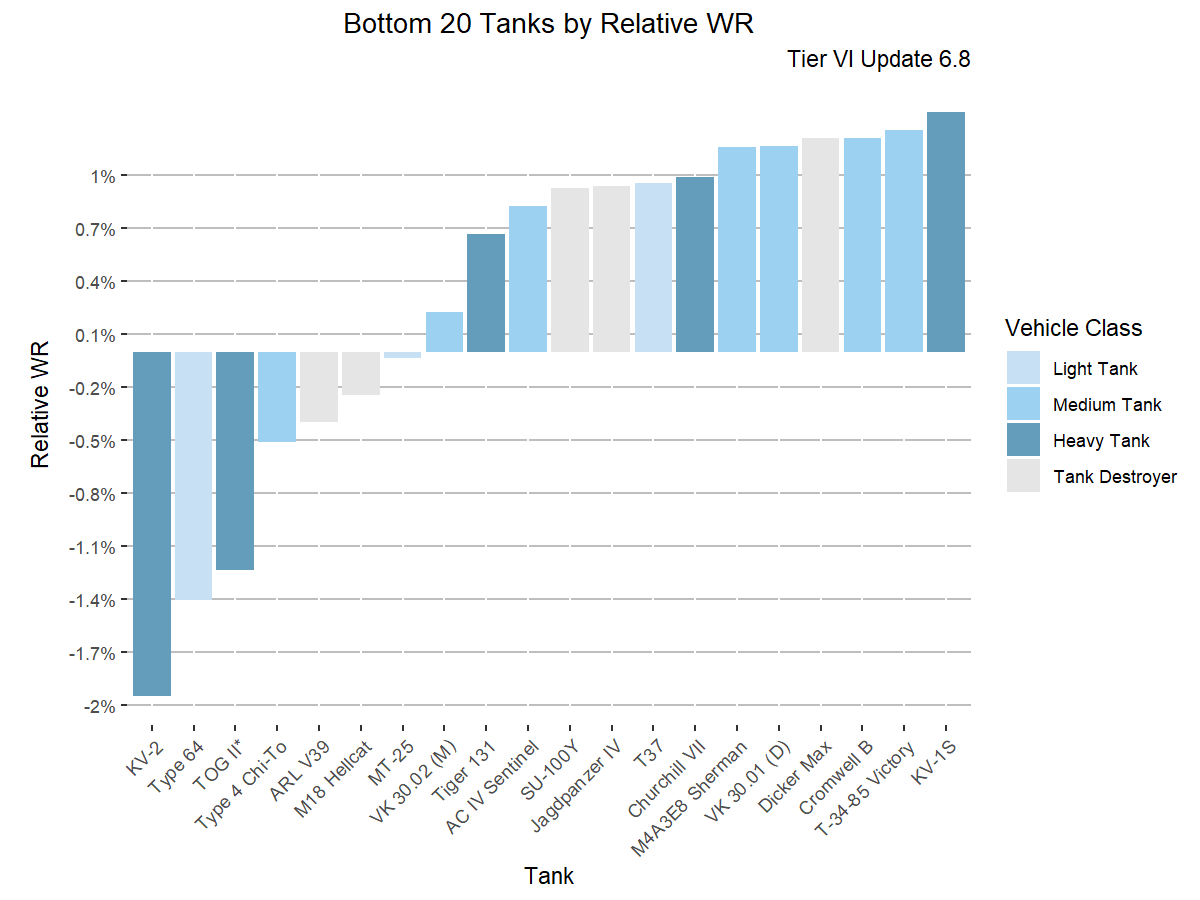 Bottom 20 Tanks by Relative WR
Tier VI Update 6.8
Relative WR
1%
0.7%
0.4%
0.1%
-0.2%
-0.5%
-0.8%
-1.1%
-1.4%
-1.7%
-2%
KV-2
Type 64
TOG II*
Type 4 Chi-To
ARL V39
M18 Hellcat
MT-25
VK 30.02 (M)
Tiger 131
AC IV Sentinel
SU-100Y
Jagdpanzer IV
T37
Churchill VII
M4A3E8 Sherman
VK 30.01 (D)
Dicker Max
Cromwell B
T-34-85 Victory
KV-1S
Tank
Vehicle Class
Light Tank
Medium Tank
Heavy Tank
Tank Destroyer